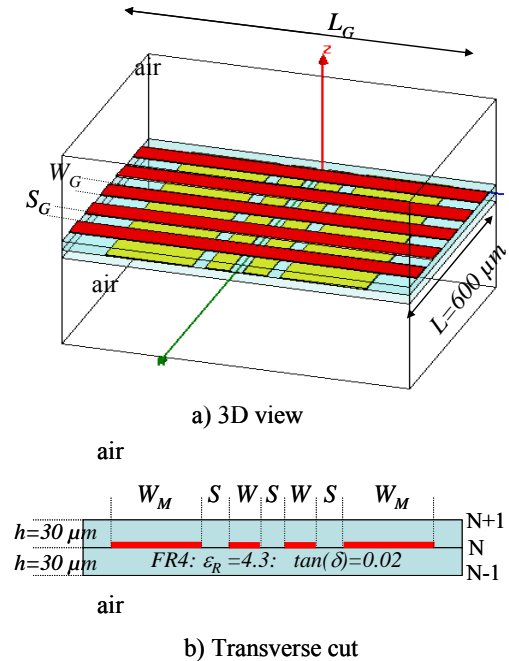 L_G
z
air
W_G
S_G
air
L=600 μm
a) 3D view
air
W_M S W S W S W_M
h=30 μm
N+1
N
h=30 μm
FR4: ε_R =4.3: tan(δ)=0.02
N-1
air
b) Transverse cut